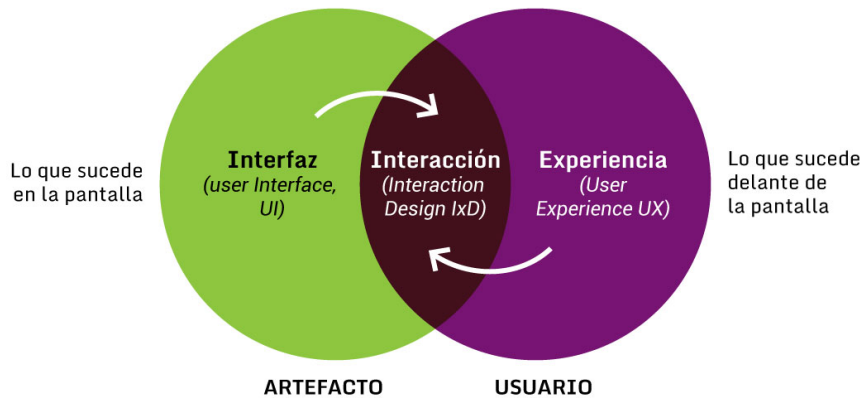 Lo que sucede
en la pantalla
Interfaz
(user Interface,
UI)
Interacción
(Interaction
Design IxD)
Experiencia
(User
Experience UX)
Lo que sucede
delante de
la pantalla
ARTEFACTO
USUARIO